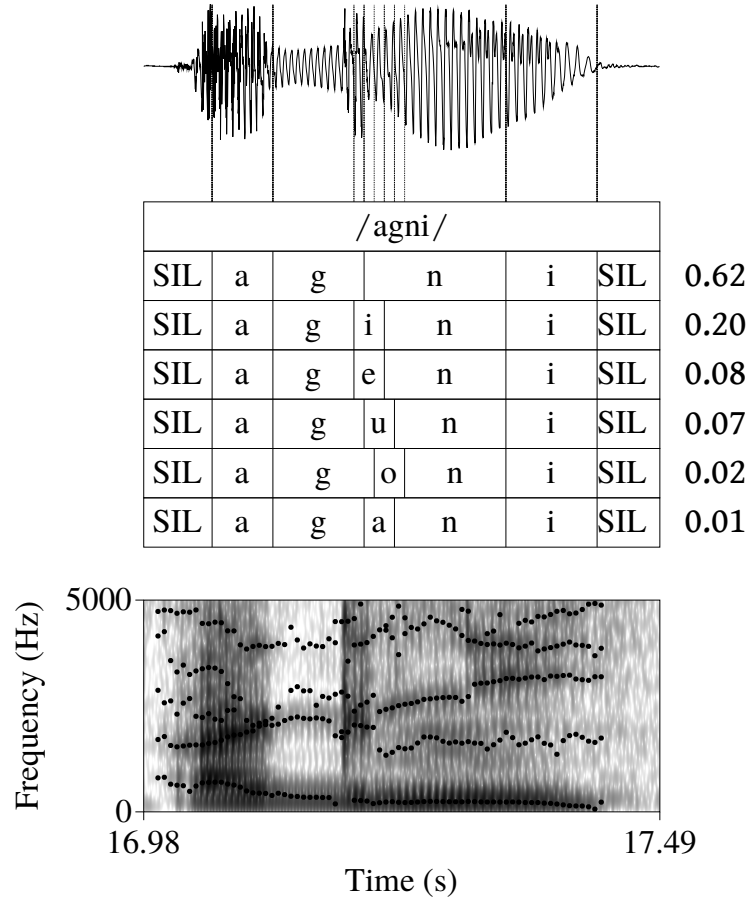 /agni/
SIL a g n i SIL 0.62
SIL a g i n i SIL 0.20
SIL a g e n i SIL 0.08
SIL a g u n i SIL 0.07
SIL a g o n i SIL 0.02
SIL a g a n i SIL 0.01
5000
Frequency (Hz)
0
16.98 17.49
Time (s)